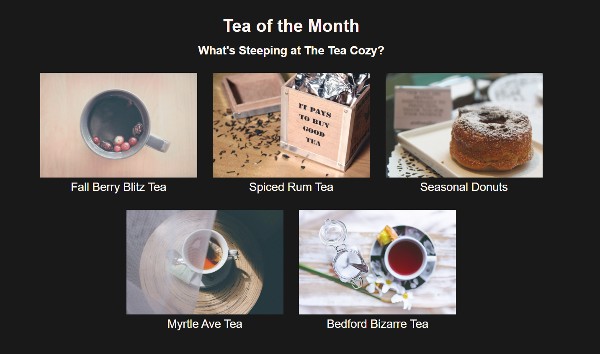 Tea of the Month
What's Steeping at The Tea Cozy?
IT PAYS
TO BUY
GOOD
TEA
Fall Berry Blitz Tea
Spiced Rum Tea
Seasonal Donuts
Myrtle Ave Tea
Bedford Bizarre Tea